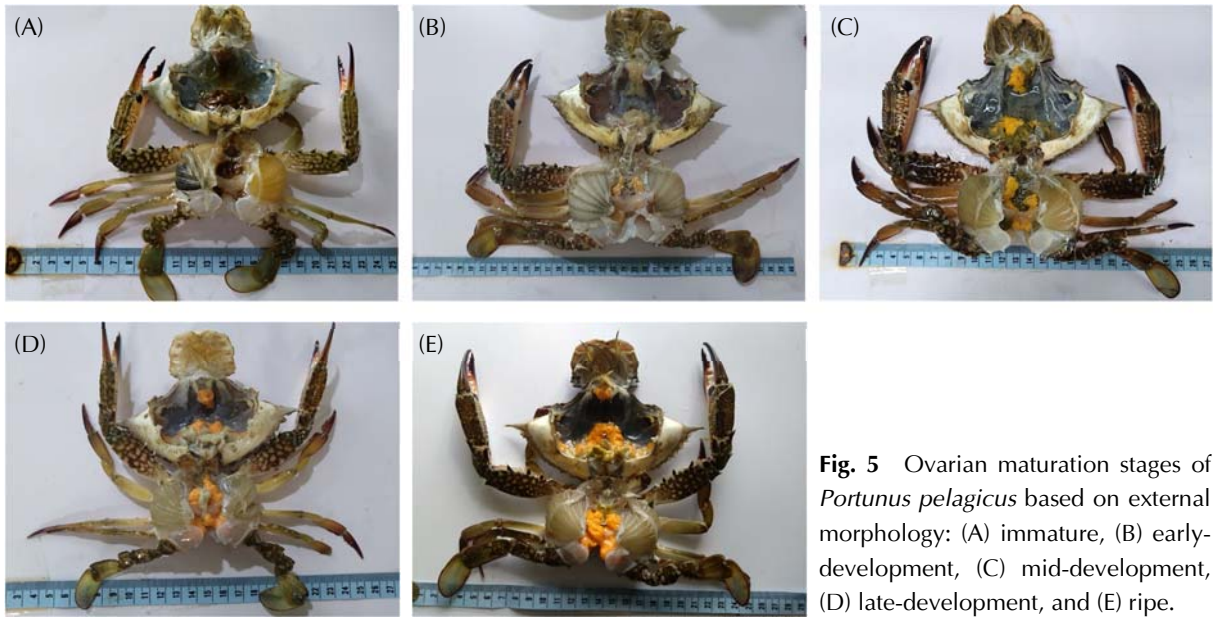 (A)
(B)
(C)
(D)
(E)
Fig. 5 Ovarian maturation stages of
Portunus pelagicus based on external
morphology: (A) immature, (B) early-
development, (C) mid-development,
(D) late-development, and (E) ripe.